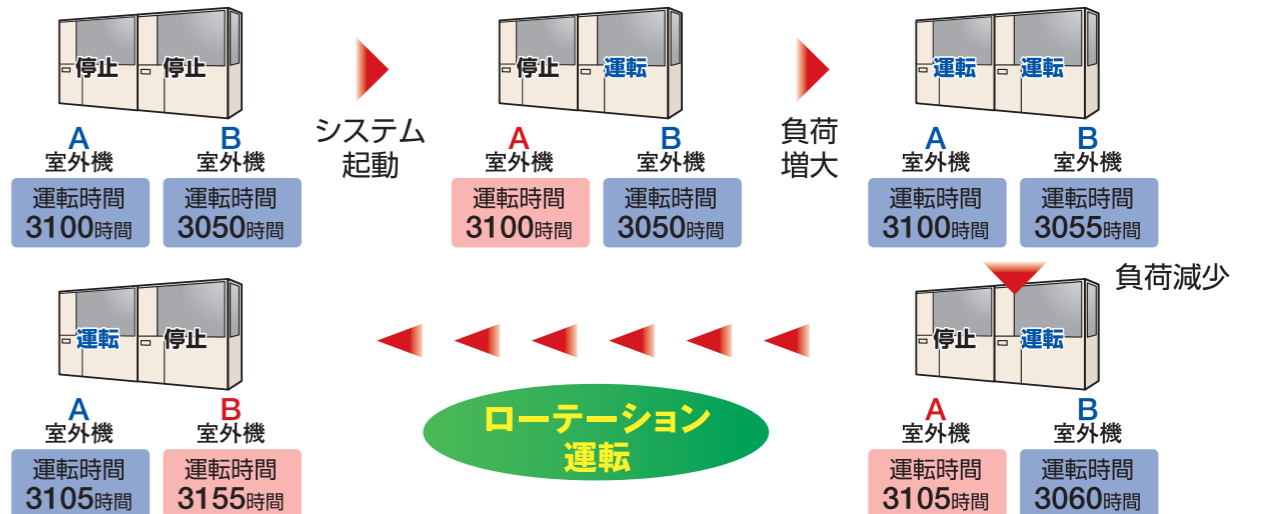 停止 停止
A
室外機
運転時間
3100時間
B
室外機
運転時間
3050時間
システム
起動
停止 運転
A
室外機
運転時間
3100時間
B
室外機
運転時間
3050時間
負荷
増大
運転 運転
A
室外機
運転時間
3100時間
B
室外機
運転時間
3055時間
負荷減少
停止 運転
A
室外機
運転時間
3105時間
B
室外機
運転時間
3060時間
ローテーション
運転
運転 停止
A
室外機
運転時間
3105時間
B
室外機
運転時間
3155時間